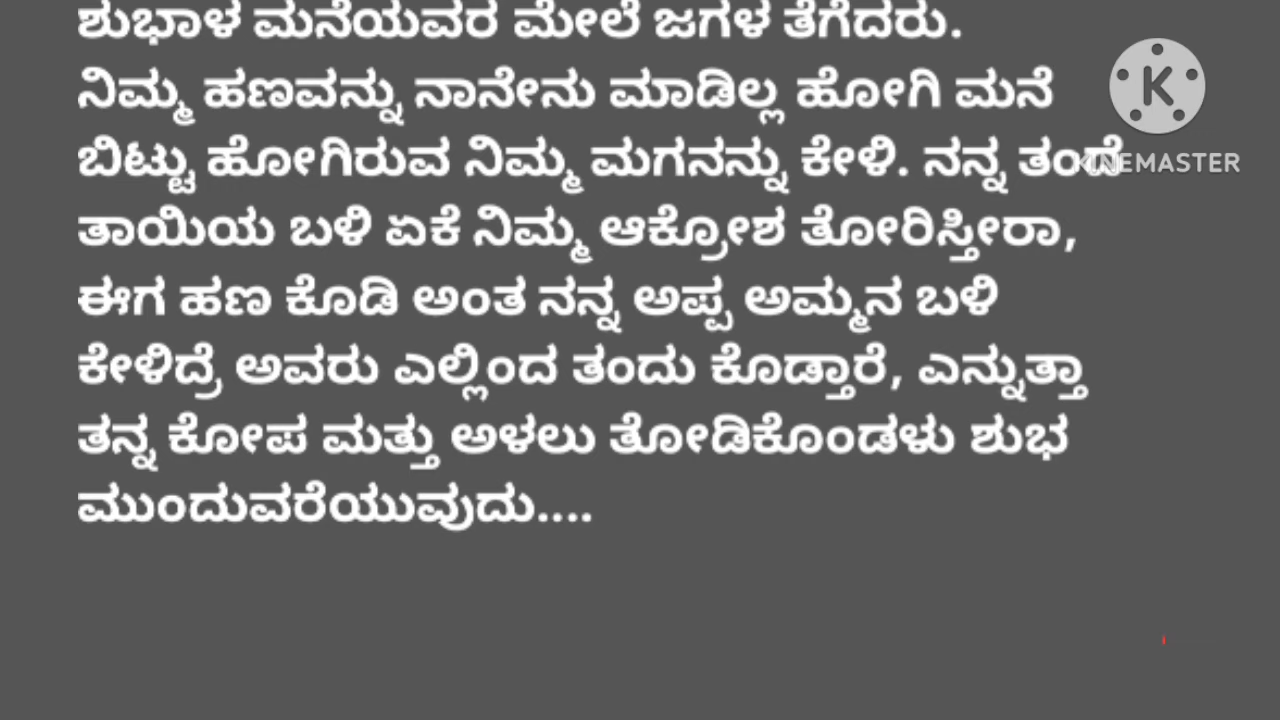 ಶುಭಾಳ ಮನೆಯವರ ಮೇಲೆ ಜಗಳ ತೆಗೆದರು.
ನಿಮ್ಮ ಹಣವನ್ನು ನಾನೇನು ಮಾಡಿಲ್ಲ ಹೋಗಿ ಮನೆ
ಬಿಟ್ಟು ಹೋಗಿರುವ ನಿಮ್ಮ ಮಗನನ್ನು ಕೇಳಿ. ನನ್ನ ತಂದೆ
ತಾಯಿಯ ಬಳಿ ಏಕೆ ನಿಮ್ಮ ಆಕ್ರೋಶ ತೋರಿಸ್ತೀರಾ,
ಈಗ ಹಣ ಕೊಡಿ ಅಂತ ನನ್ನ ಅಪ್ಪ ಅಮ್ಮನ ಬಳಿ
ಕೇಳಿದ್ರೆ ಅವರು ಎಲ್ಲಿಂದ ತಂದು ಕೊಡ್ತಾರೆ, ಎನ್ನುತ್ತಾ
ತನ್ನ ಕೋಪ ಮತ್ತು ಅಳಲು ತೋಡಿಕೊಂಡಳು ಶುಭ
ಮುಂದುವರೆಯುವುದು....
K
KINEMASTER